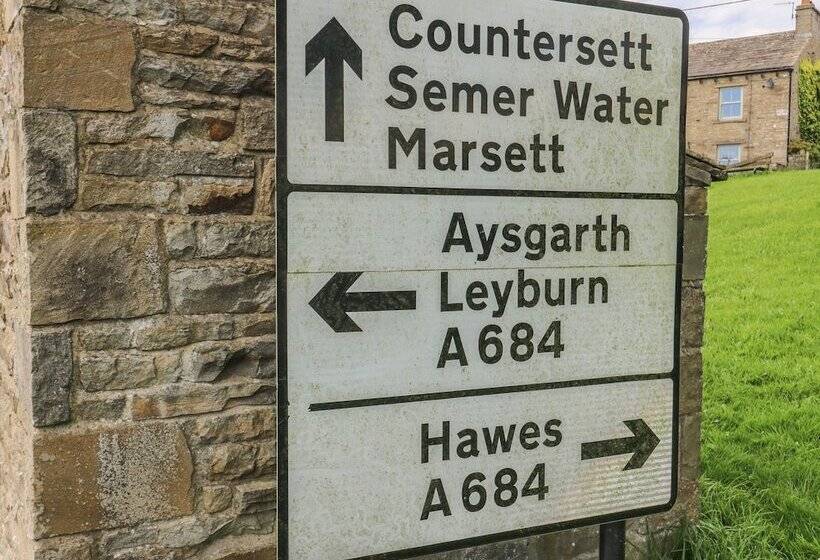 Countersett
Semer Water
Marsett
Aysgarth
Leyburn
A684
Hawes
A684